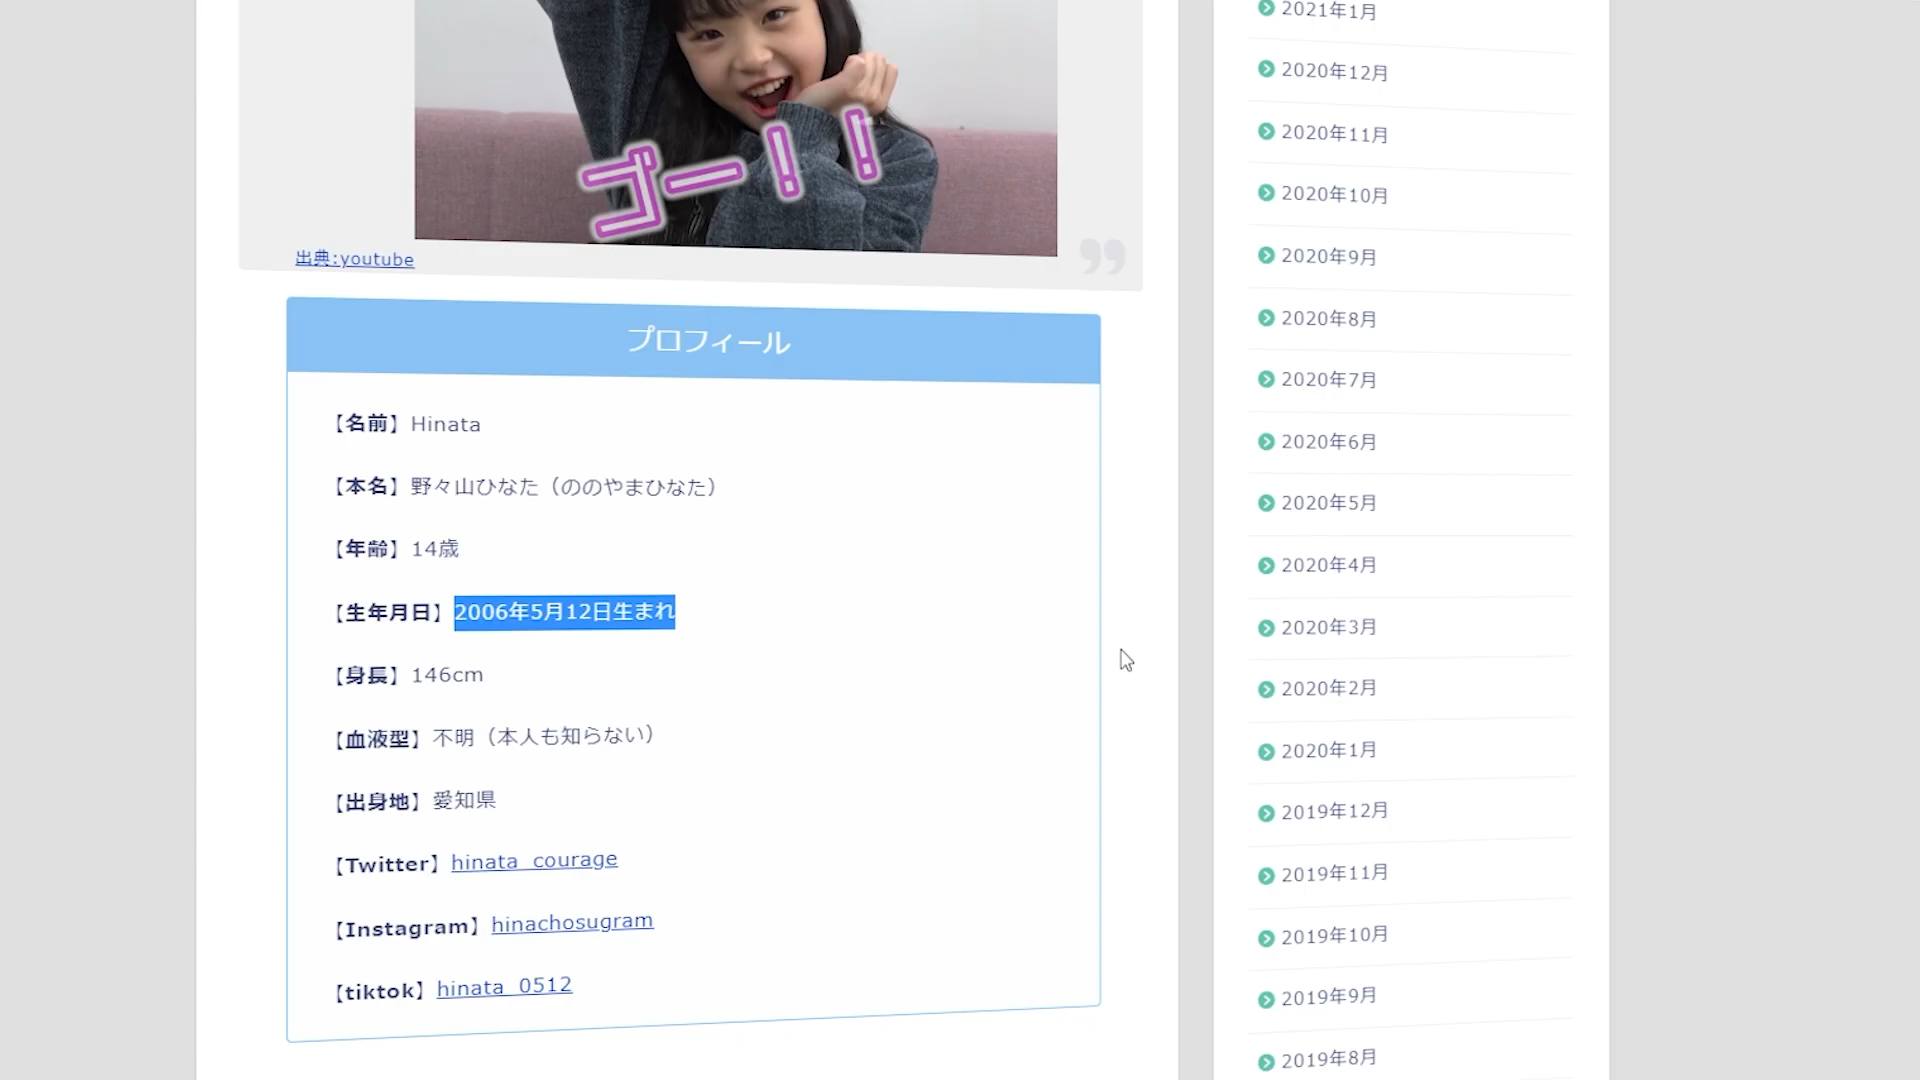 ゴー！！
出典:youtube
プロフィール
【名前】Hinata
【本名】野々山ひなた（ののやまひなた）
【年齢】14歳
【生年月日】2006年5月12日生まれ
【身長】146cm
【血液型】不明（本人も知らない）
【出身地】愛知県
【Twitter】hinata_courage
【Instagram】hinachosugram
【tiktok】hinata_0512
2021年1月
2020年12月
2020年11月
2020年10月
2020年9月
2020年8月
2020年7月
2020年6月
2020年5月
2020年4月
2020年3月
2020年2月
2020年1月
2019年12月
2019年11月
2019年10月
2019年9月
2019年8月